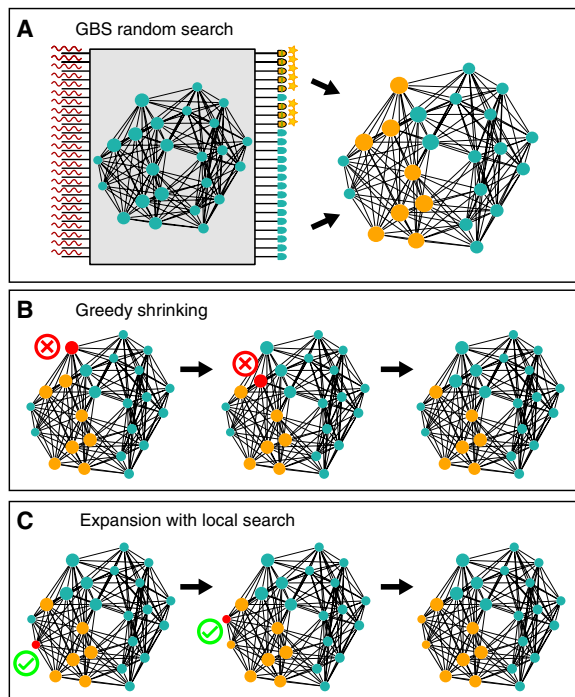 A GBS random search
B Greedy shrinking
C Expansion with local search